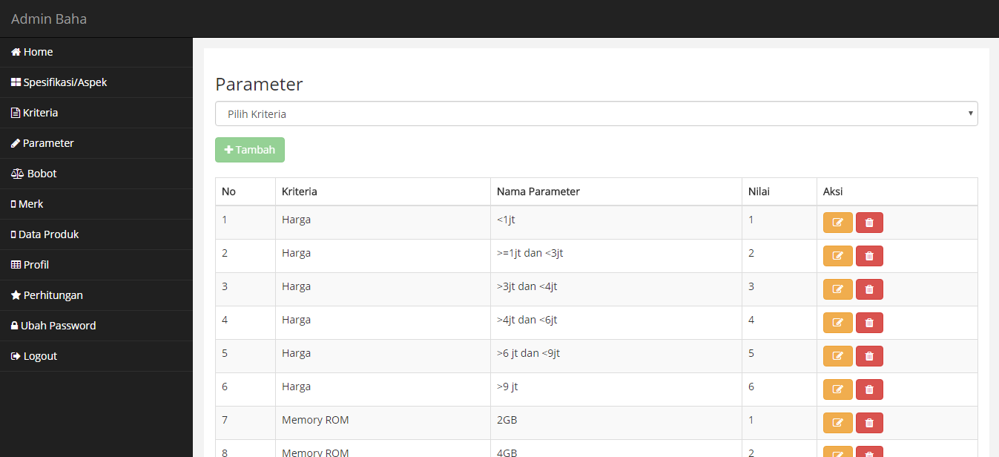 Admin Baha
Home
Spesifikasi/Aspek
Kriteria
Parameter
Bobot
Merk
Data Produk
Profil
Perhitungan
Ubah Password
Logout
Parameter
Pilih Kriteria
Tambah
No Kriteria Nama Parameter Nilai Aksi
1 Harga <1jt 1
2 Harga >=1jt dan <3jt 2
3 Harga >3jt dan <4jt 3
4 Harga >4jt dan <6jt 4
5 Harga >6 jt dan <9jt 5
6 Harga >9 jt 6
7 Memory ROM 2GB 1
8 Memory ROM 4GB 2